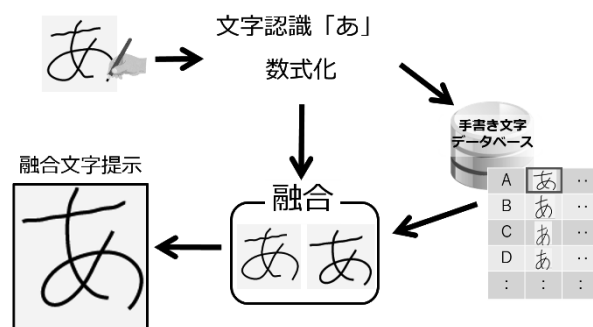 あ
文字認識「あ」
数式化
手書き文字
データベース
A あ ‥
B あ ‥
C あ ‥
D あ ‥
： ： ：
融合
あ あ
融合文字提示
あ